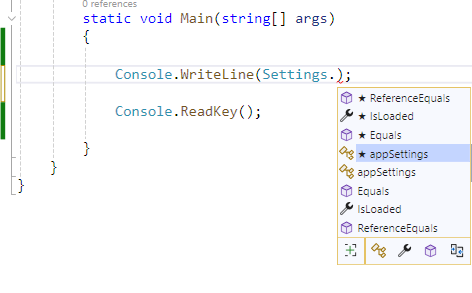 0 references
static void Main(string[] args)
{
Console.WriteLine(Settings.);
★ ReferenceEquals
★ IsLoaded
★ Equals
★ appSettings
appSettings
Equals
IsLoaded
ReferenceEquals
Console.ReadKey();
}
}
}